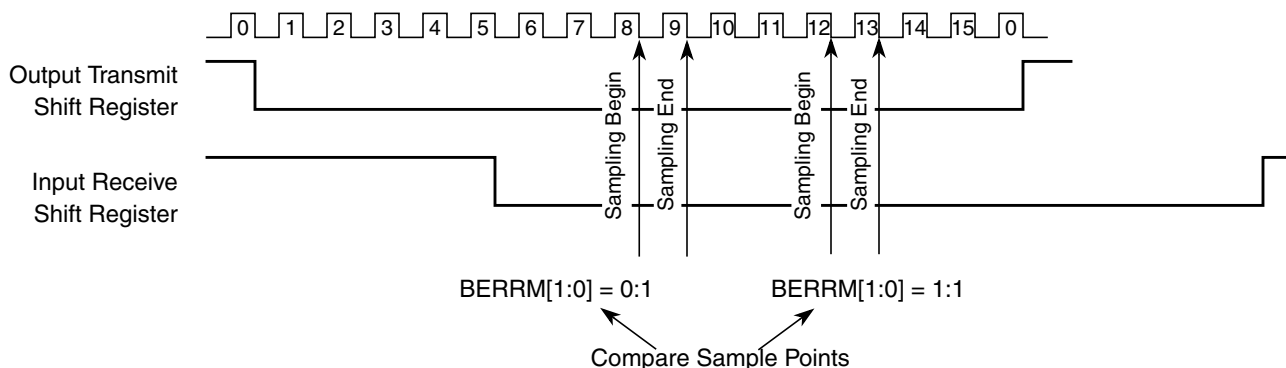 0 1 2 3 4 5 6 7 8 9 10 11 12 13 14 15 0
Output Transmit
Shift Register
Input Receive
Shift Register
Sampling Begin
Sampling End
Sampling Begin
Sampling End
BERRM[1:0] = 0:1
BERRM[1:0] = 1:1
Compare Sample Points